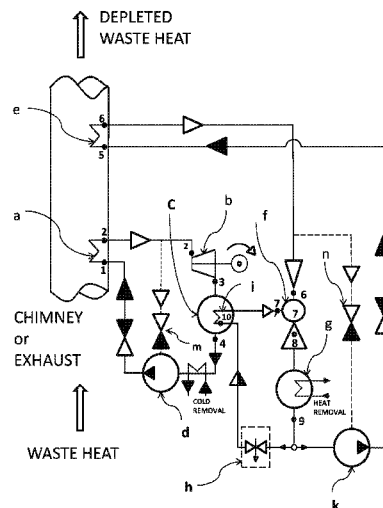 DEPLETED
WASTE HEAT
e
6
5
a
2
1
C
2
b
3
f
i
10
7
7
6
n
8
g
4
m
CHIMNEY
or
EXHAUST
COLD
REMOVAL
d
HEAT
REMOVAL
9
WASTE HEAT
h
k